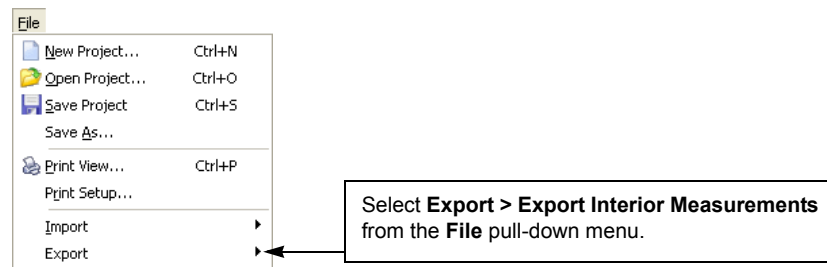 File
New Project... Ctrl+N
Open Project... Ctrl+O
Save Project Ctrl+S
Save As...
Print View... Ctrl+P
Print Setup...
Import
Export
Select Export > Export Interior Measurements
from the File pull-down menu.